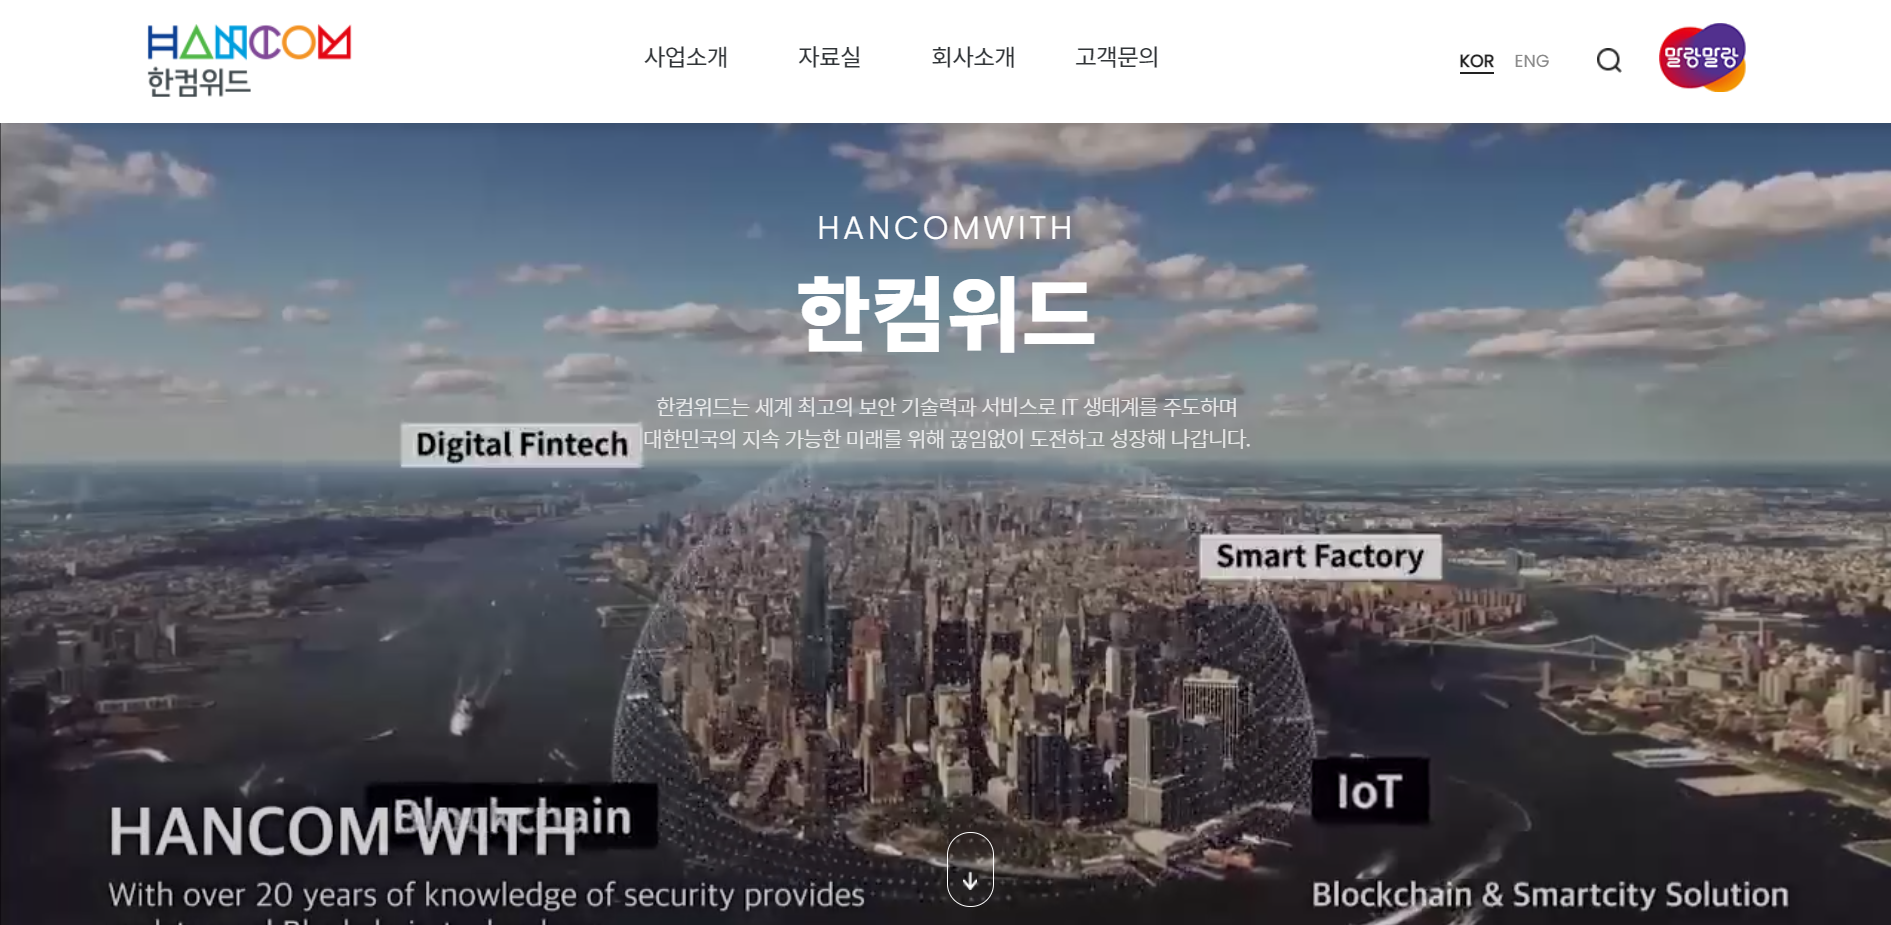 HANCOM
한컴위드
사업소개
자료실
회사소개
고객문의
KOR
ENG
말랑말랑
HANCOMWITH
한컴위드
한컴위드는 세계 최고의 보안 기술력과 서비스로 IT 생태계를 주도하며
대한민국의 지속 가능한 미래를 위해 끊임없이 도전하고 성장해 나갑니다.
Digital Fintech
Smart Factory
Blockchain
IoT
HANCOM WITH
With over 20 years of knowledge of security provides
Blockchain & Smartcity Solution